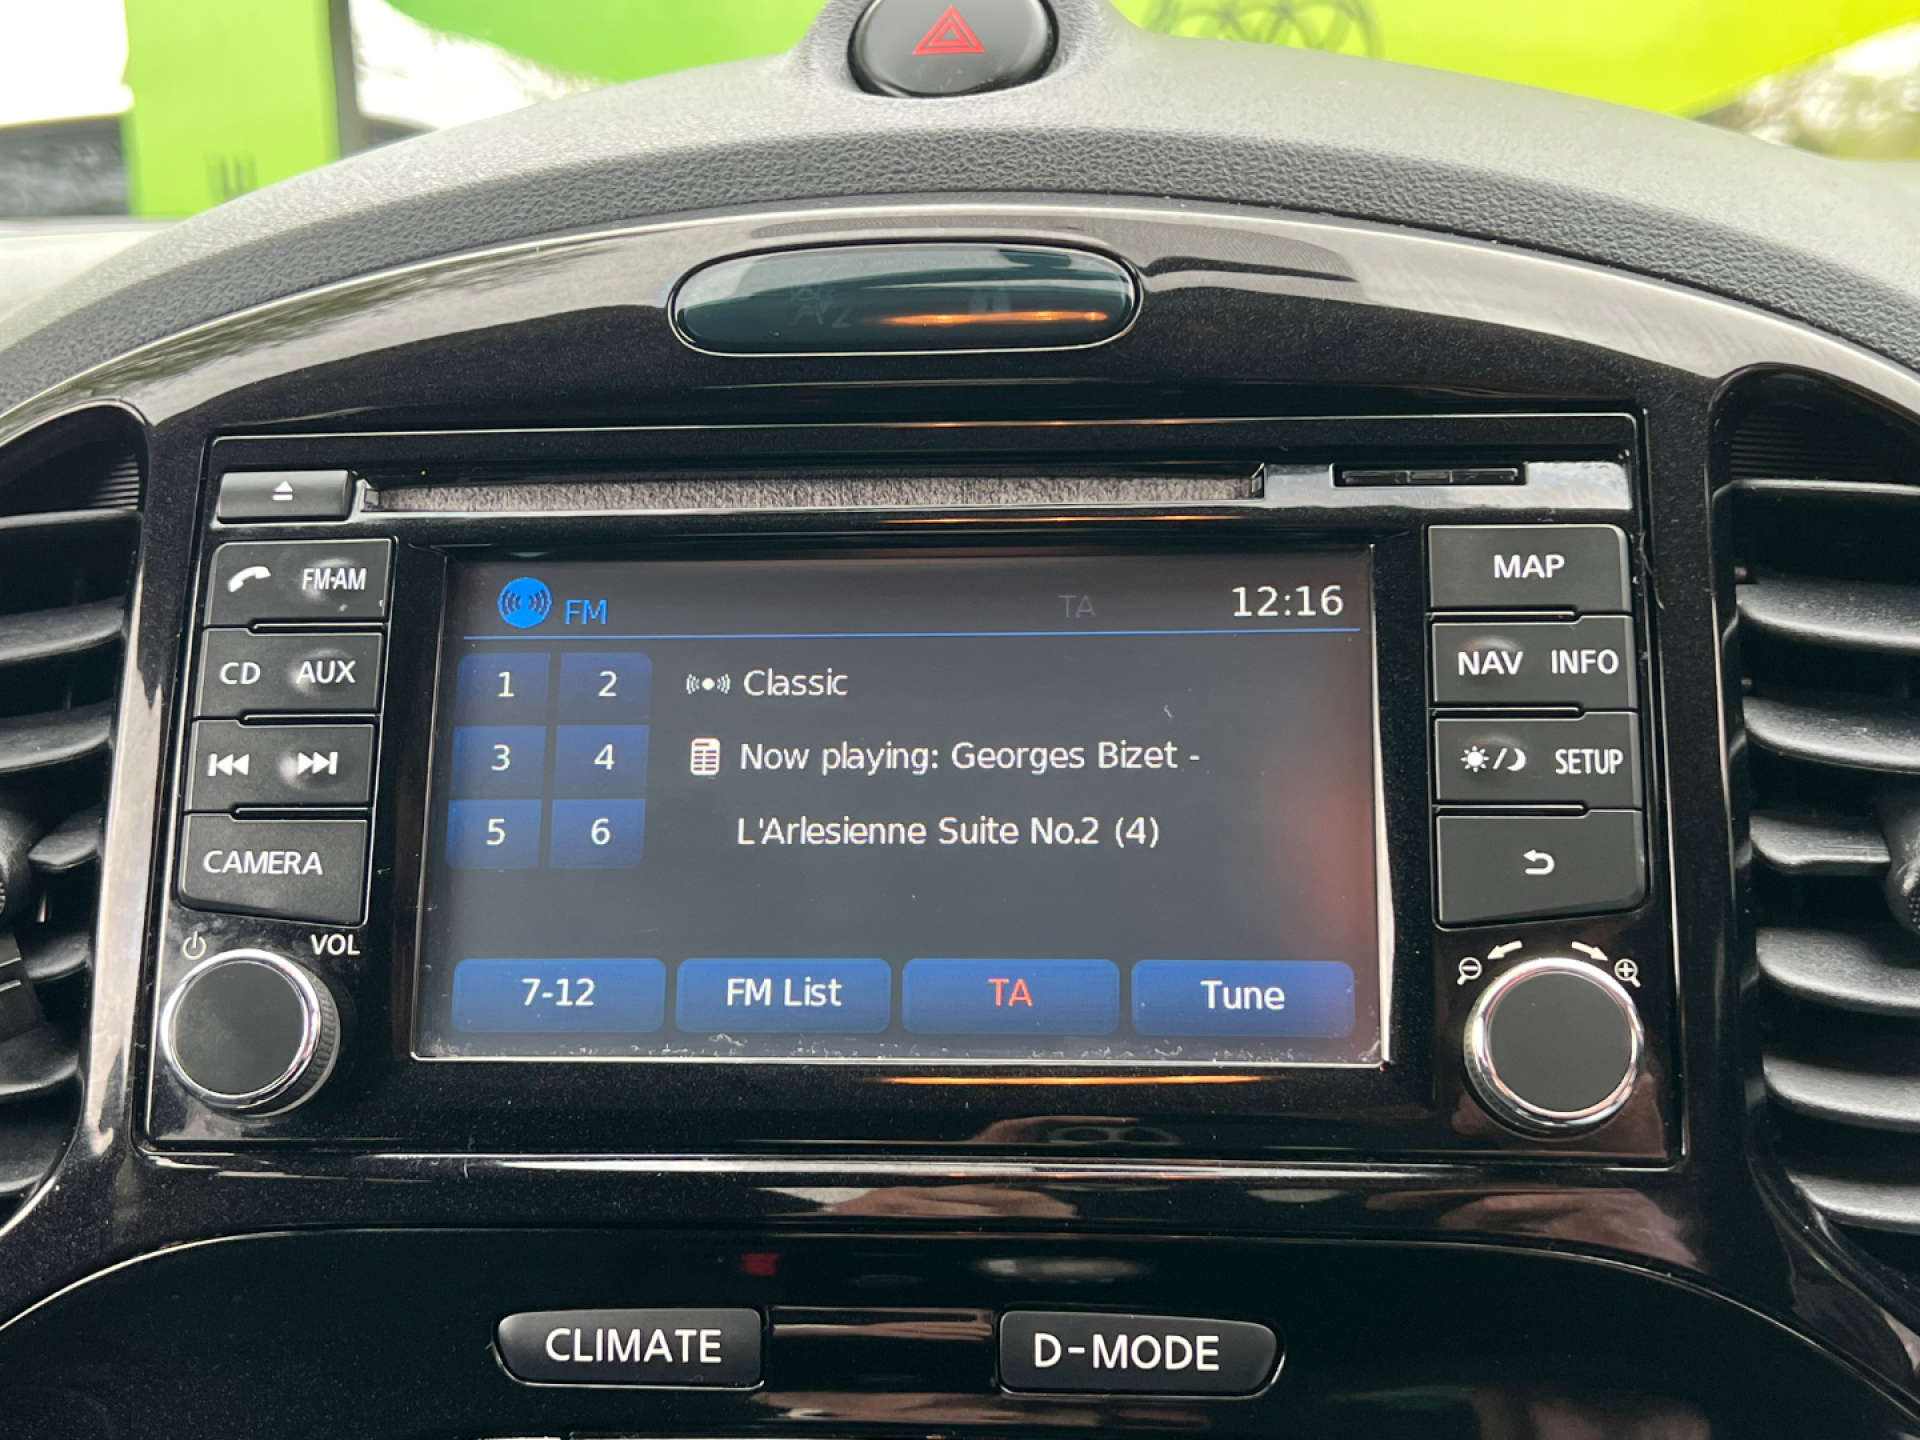 FM TA 12:16
1 2 Classic
3 4 Now playing: Georges Bizet -
5 6 L'Arlesienne Suite No.2 (4)
7-12 FM List TA Tune
FM·AM
CD AUX
CAMERA
VOL
MAP
NAV INFO
SETUP
CLIMATE D-MODE